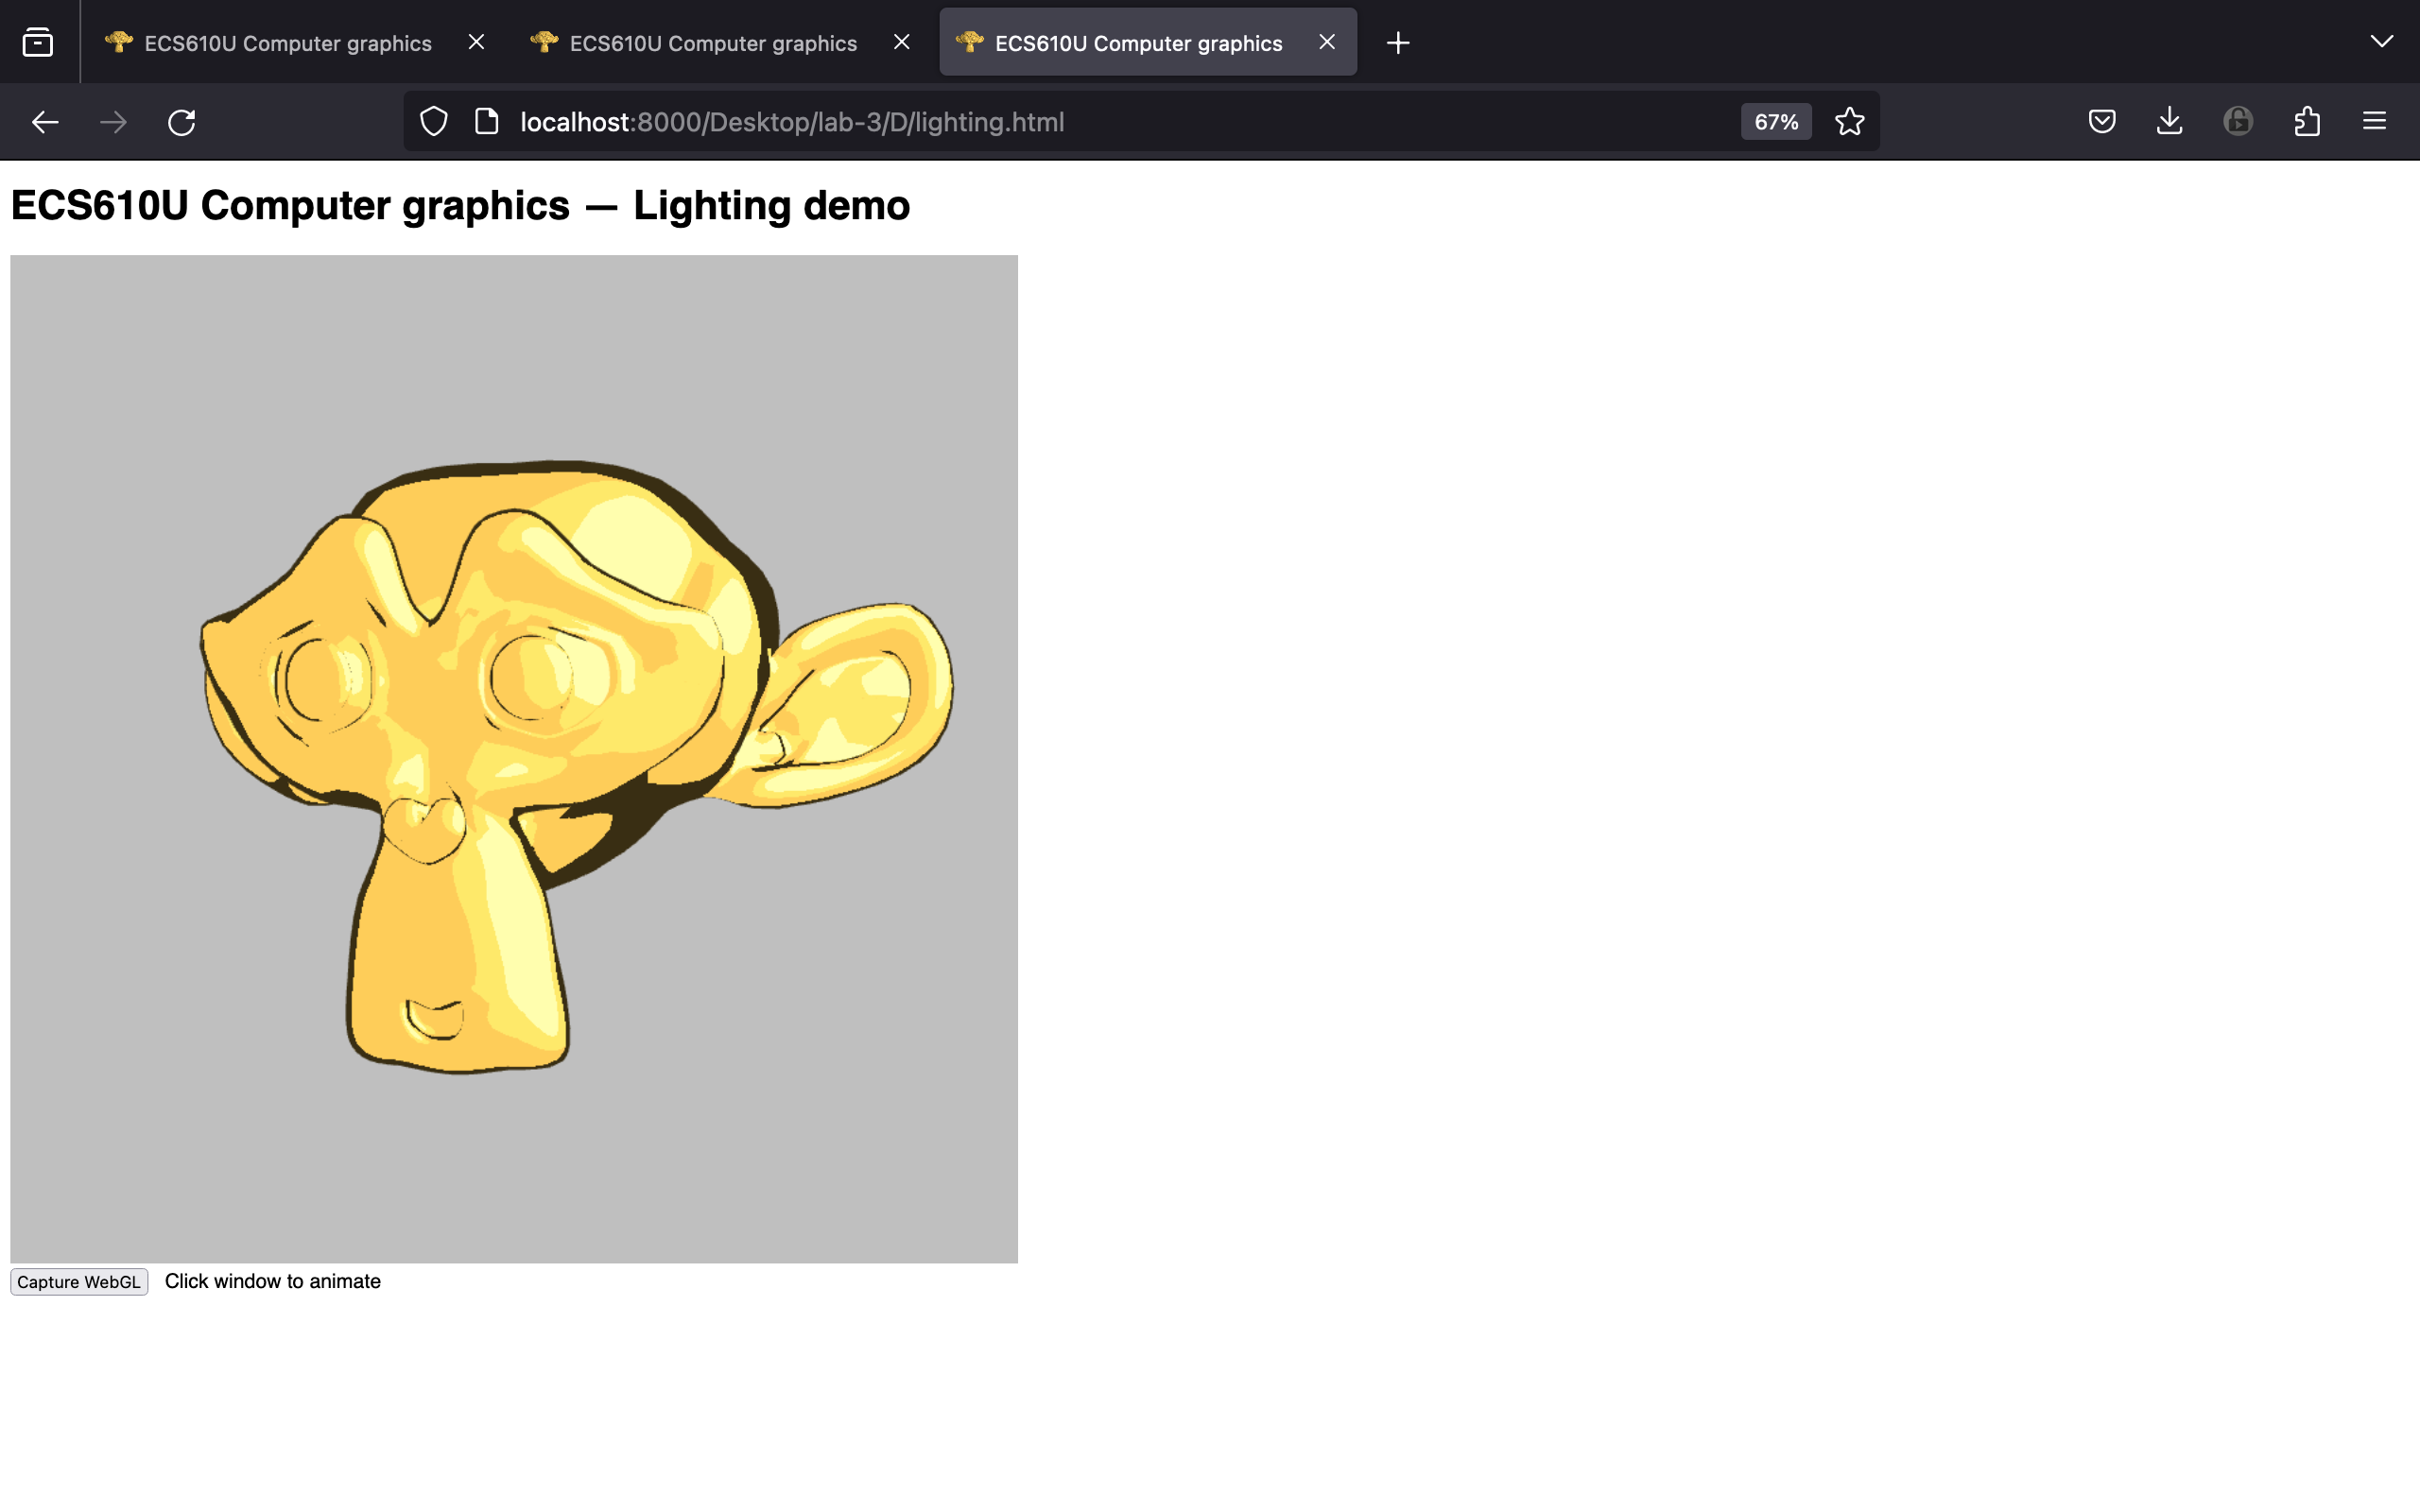 ECS610U Computer graphics
ECS610U Computer graphics
ECS610U Computer graphics
localhost:8000/Desktop/lab-3/D/lighting.html
67%
ECS610U Computer graphics — Lighting demo
Capture WebGL
Click window to animate